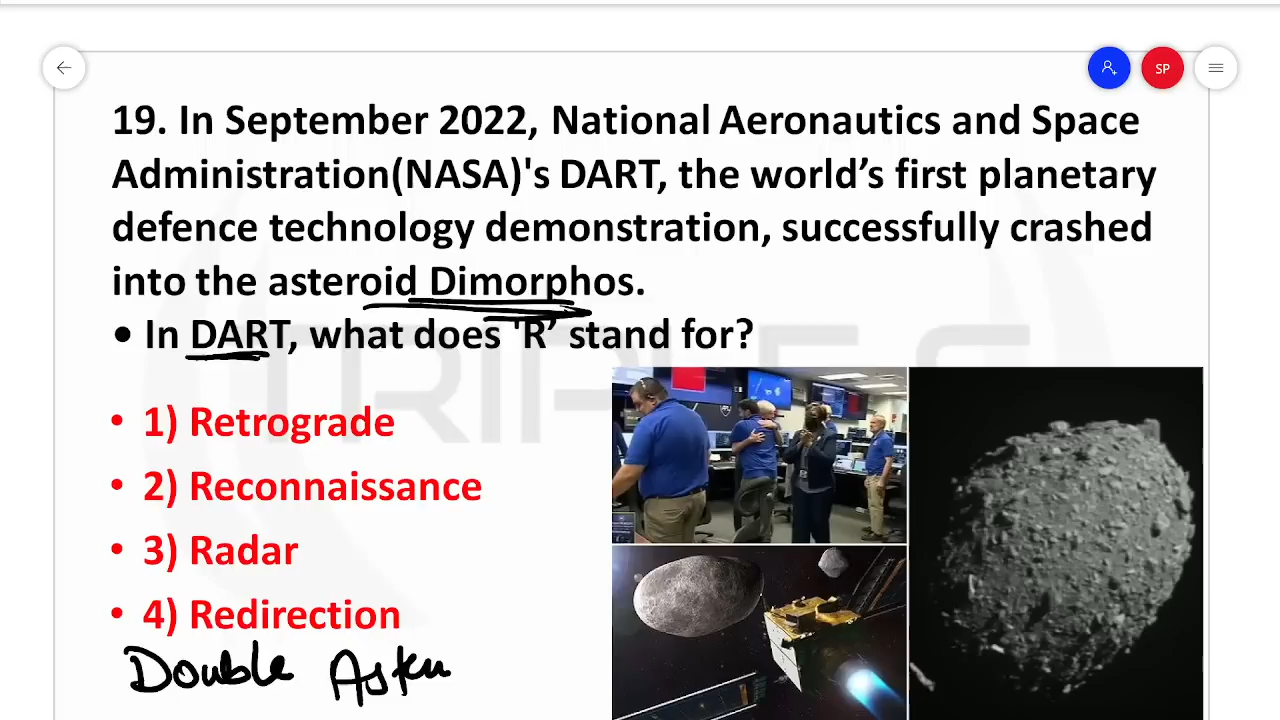 SP
19. In September 2022, National Aeronautics and Space
Administration(NASA)'s DART, the world’s first planetary
defence technology demonstration, successfully crashed
into the asteroid Dimorphos.
• In DART, what does 'R’ stand for?
• 1) Retrograde
• 2) Reconnaissance
• 3) Radar
• 4) Redirection
Double Aste